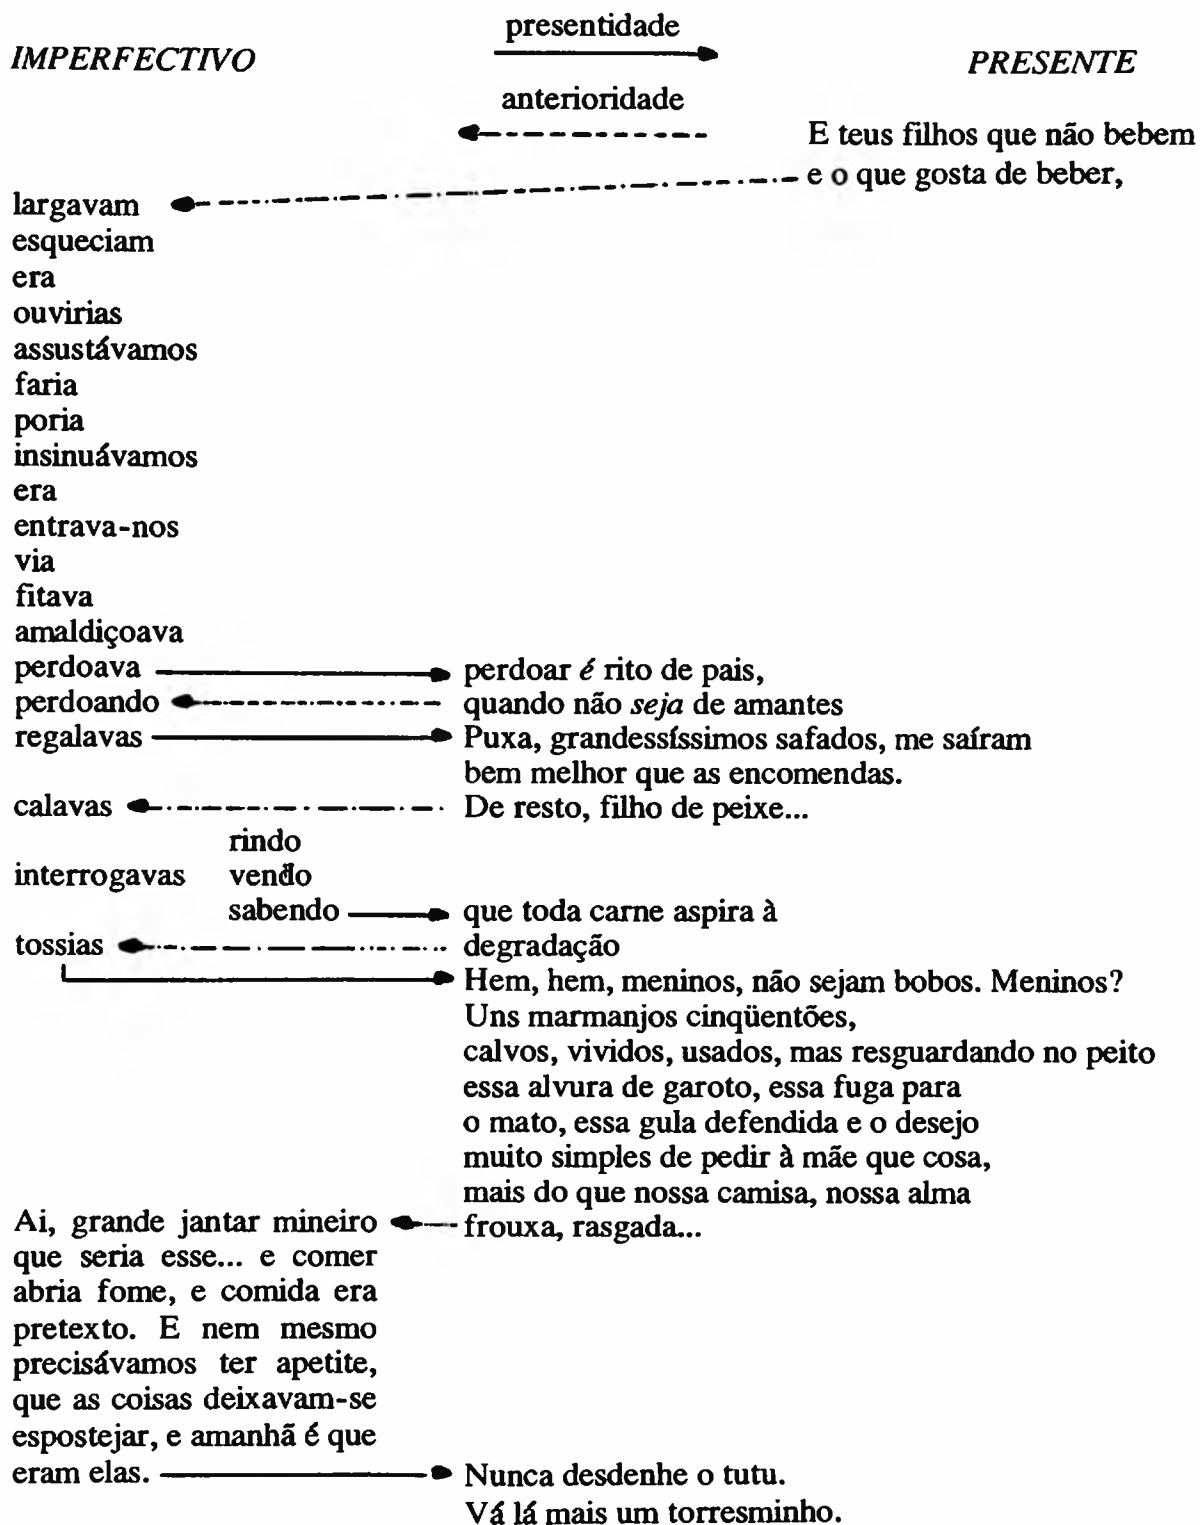 presentidade
IMPERFECTIVO PRESENTE
anterioridade
E teus filhos que não bebem
e o que gosta de beber,
largavam
esqueciam
era
ouvirias
assustávamos
faria
poria
insinuávamos
era
entrava-nos
via
fitava
amaldiçoava
perdoava perdoar é rito de pais,
perdoando quando não seja de amantes
regalavas Puxa, grandessíssimos safados, me saíram
bem melhor que as encomendas.
calavas De resto, filho de peixe...
rindo
interrogavas vendo
sabendo que toda carne aspira à
tossias degradação
Hem, hem, meninos, não sejam bobos. Meninos?
Uns marmanjos cinqüentões,
calvos, vividos, usados, mas resguardando no peito
essa alvura de garoto, essa fuga para
o mato, essa gula defendida e o desejo
muito simples de pedir à mãe que cosa,
mais do que nossa camisa, nossa alma
frouxa, rasgada...
Ai, grande jantar mineiro
que seria esse... e comer
abria fome, e comida era
pretexto. E nem mesmo
precisávamos ter apetite,
que as coisas deixavam-se
espostejar, e amanhã é que
eram elas. Nunca desdenhe o tutu.
Vá lá mais um torresminho.